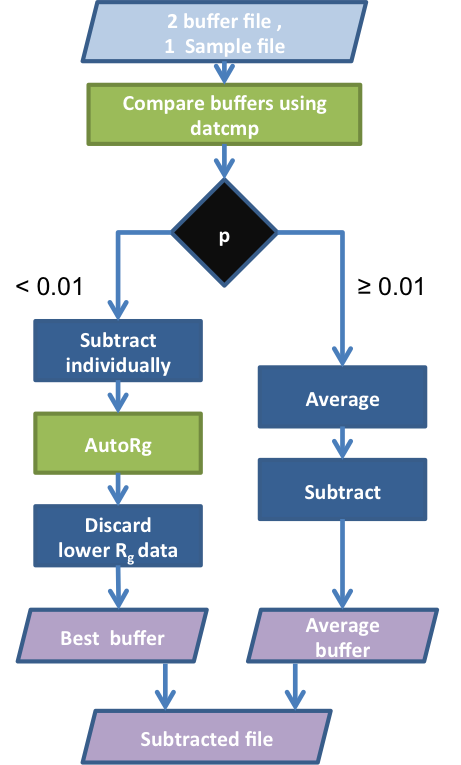 2 buffer file ,
1 Sample file
Compare buffers using
datcmp
p
< 0.01
≥ 0.01
Subtract
individually
Average
AutoRg
Subtract
Discard
lower Rg data
Best buffer
Average
buffer
Subtracted file